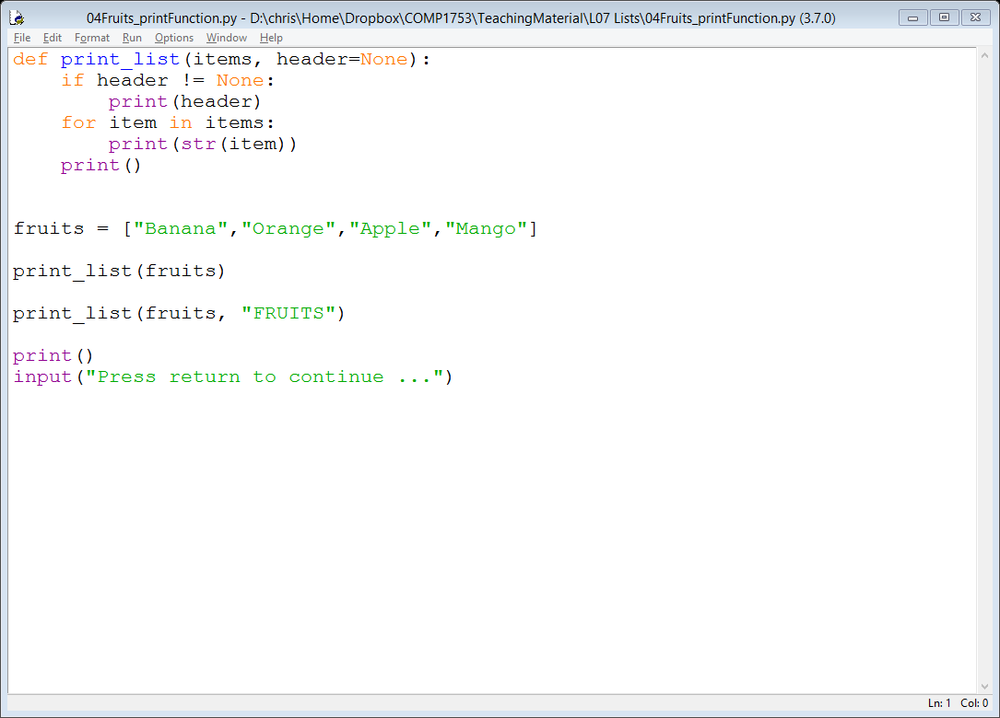 04Fruits_printFunction.py - D:\chris\Home\Dropbox\COMP1753\TeachingMaterial\L07 Lists\04Fruits_printFunction.py (3.7.0)
File Edit Format Run Options Window Help
def print_list(items, header=None):
    if header != None:
        print(header)
    for item in items:
        print(str(item))
    print()
fruits = ["Banana","Orange","Apple","Mango"]
print_list(fruits)
print_list(fruits, "FRUITS")
print()
input("Press return to continue ...")
Ln: 1 Col: 0